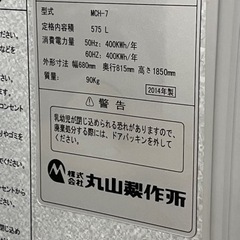 型式 MCH-7
定格内容積 575 L
消費電力量 50Hz: 400KWh/年
60HZ: 400KWh/年
外形寸法 幅680mm 奥行815mm 高さ1850mm
質量 90Kg
2014年製
警告
乳幼児が閉じ込められる恐れがありますので、
廃棄処分する際には、ドアパッキンを外して
ください。
株式会社 丸山製作所